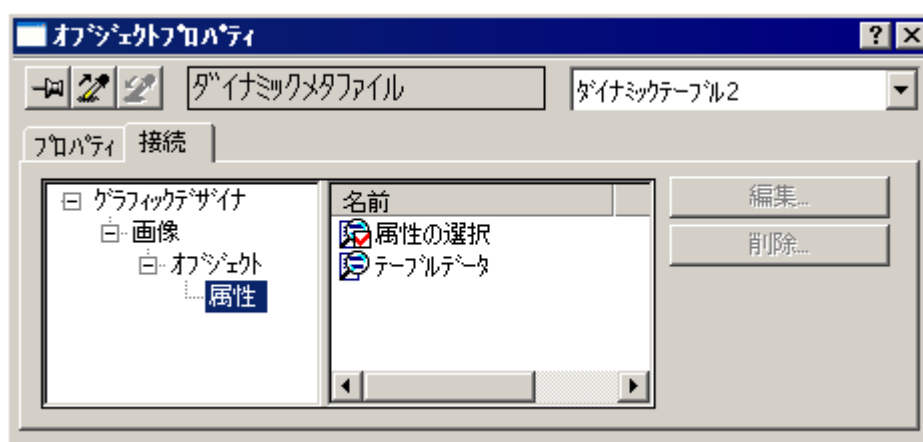 ｵﾌﾞｼﾞｪｸﾄﾌﾟﾛﾊﾟﾃｨ
ダイナミックメタファイル
ﾀﾞｲﾅﾐｯｸﾃｰﾌﾞﾙ2
ﾌﾟﾛﾊﾟﾃｨ 接続
ｸﾞﾗﾌｨｯｸﾃﾞｻﾞｲﾅ
画像
ｵﾌﾞｼﾞｪｸﾄ
属性
名前
属性の選択
ﾃｰﾌﾞﾙﾃﾞｰﾀ
編集...
削除...